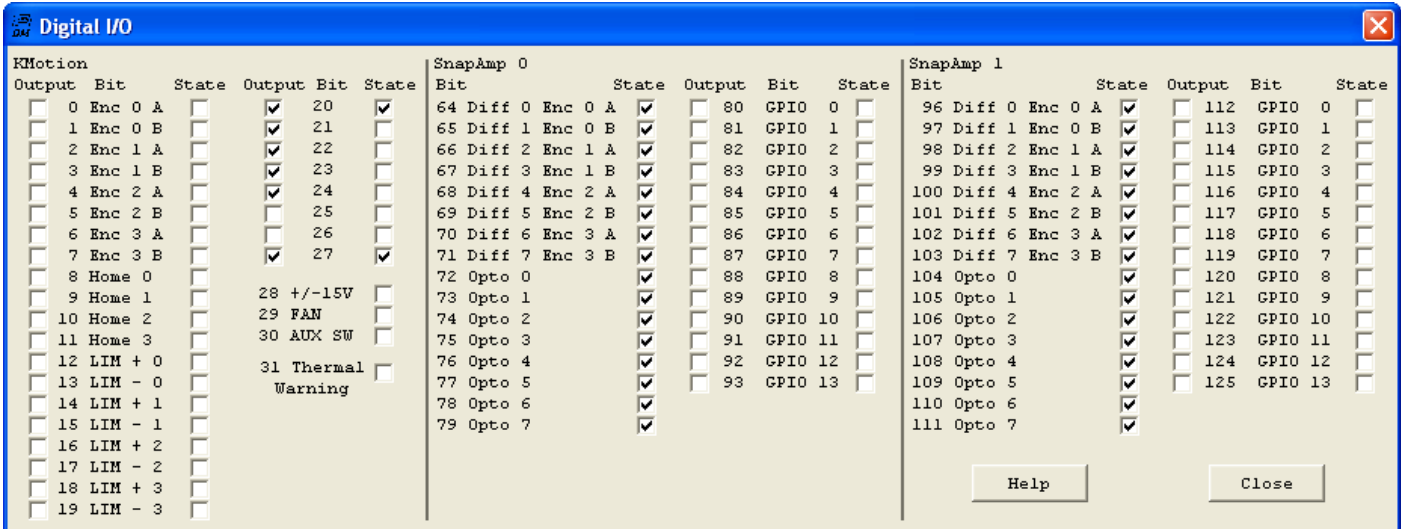 Digital I/O
KMotion
Output Bit State Output Bit State
0 Enc 0 A
1 Enc 0 B
2 Enc 1 A
3 Enc 1 B
4 Enc 2 A
5 Enc 2 B
6 Enc 3 A
7 Enc 3 B
8 Home 0
9 Home 1
10 Home 2
11 Home 3
12 LIM + 0
13 LIM - 0
14 LIM + 1
15 LIM - 1
16 LIM + 2
17 LIM - 2
18 LIM + 3
19 LIM - 3
20
21
22
23
24
25
26
27
28 +/-15V
29 FAN
30 AUX SW
31 Thermal
Warning
SnapAmp 0
Bit State Output Bit State
64 Diff 0 Enc 0 A
65 Diff 1 Enc 0 B
66 Diff 2 Enc 1 A
67 Diff 3 Enc 1 B
68 Diff 4 Enc 2 A
69 Diff 5 Enc 2 B
70 Diff 6 Enc 3 A
71 Diff 7 Enc 3 B
72 Opto 0
73 Opto 1
74 Opto 2
75 Opto 3
76 Opto 4
77 Opto 5
78 Opto 6
79 Opto 7
80 GPIO 0
81 GPIO 1
82 GPIO 2
83 GPIO 3
84 GPIO 4
85 GPIO 5
86 GPIO 6
87 GPIO 7
88 GPIO 8
89 GPIO 9
90 GPIO 10
91 GPIO 11
92 GPIO 12
93 GPIO 13
SnapAmp 1
Bit State Output Bit State
96 Diff 0 Enc 0 A
97 Diff 1 Enc 0 B
98 Diff 2 Enc 1 A
99 Diff 3 Enc 1 B
100 Diff 4 Enc 2 A
101 Diff 5 Enc 2 B
102 Diff 6 Enc 3 A
103 Diff 7 Enc 3 B
104 Opto 0
105 Opto 1
106 Opto 2
107 Opto 3
108 Opto 4
109 Opto 5
110 Opto 6
111 Opto 7
112 GPIO 0
113 GPIO 1
114 GPIO 2
115 GPIO 3
116 GPIO 4
117 GPIO 5
118 GPIO 6
119 GPIO 7
120 GPIO 8
121 GPIO 9
122 GPIO 10
123 GPIO 11
124 GPIO 12
125 GPIO 13
Help
Close